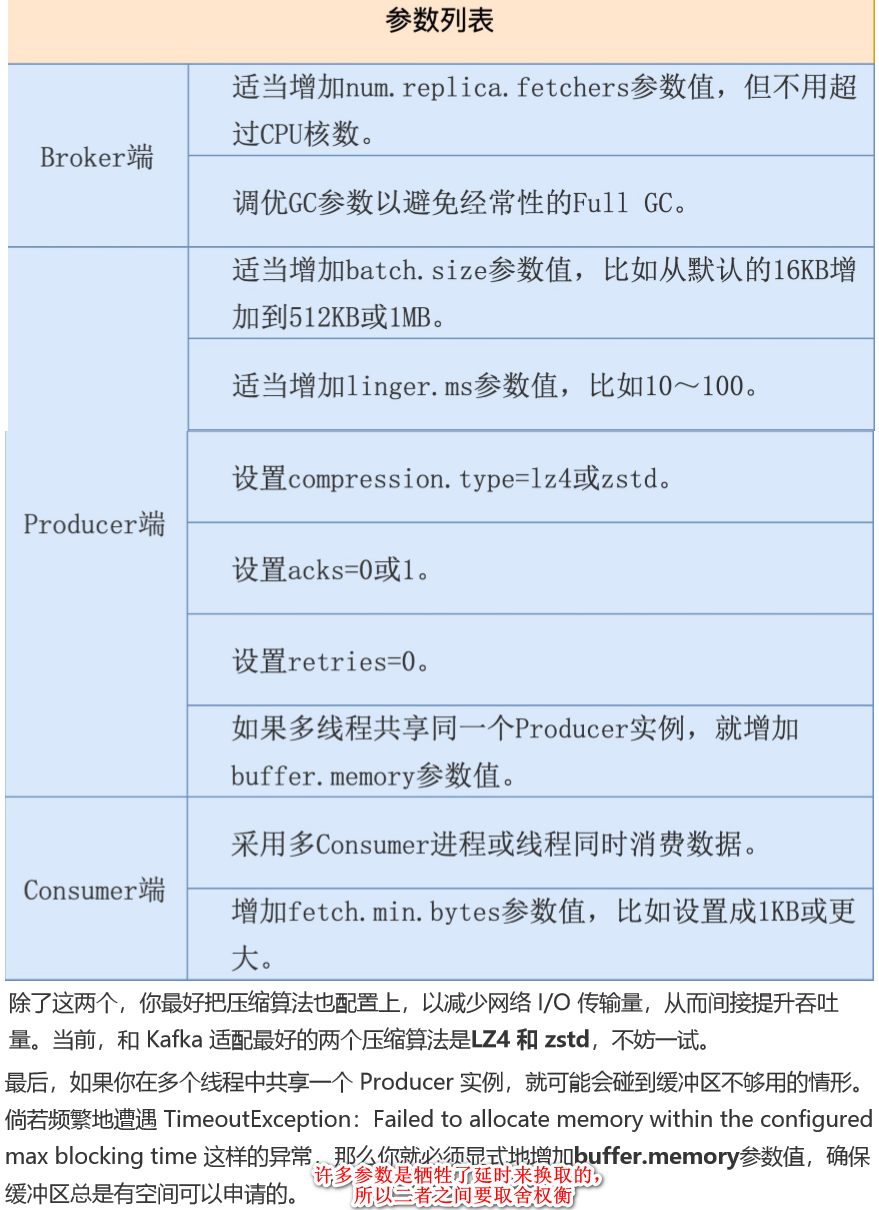 参数列表
Broker端
适当增加num.replica.fetchers参数值，但不用超
过CPU核数。
调优GC参数以避免经常性的Full GC。
Producer端
适当增加batch.size参数值，比如从默认的16KB增
加到512KB或1MB。
适当增加linger.ms参数值，比如10～100。
设置compression.type=lz4或zstd。
设置acks=0或1。
设置retries=0。
如果多线程共享同一个Producer实例，就增加
buffer.memory参数值。
Consumer端
采用多Consumer进程或线程同时消费数据。
增加fetch.min.bytes参数值，比如设置成1KB或更
大。
除了这两个，你最好把压缩算法也配置上，以减少网络 I/O 传输量，从而间接提升吞吐
量。当前，和 Kafka 适配最好的两个压缩算法是LZ4 和 zstd，不妨一试。
最后，如果你在多个线程中共享一个 Producer 实例，就可能会碰到缓冲区不够用的情形。
倘若频繁地遭遇 TimeoutException：Failed to allocate memory within the configured
max blocking time 这样的异常，那么你就必须显式地增加buffer.memory参数值，确保
缓冲区总是有空间可以申请的。
许多参数是牺牲了延时来换取的，
所以二者之间要取舍权衡